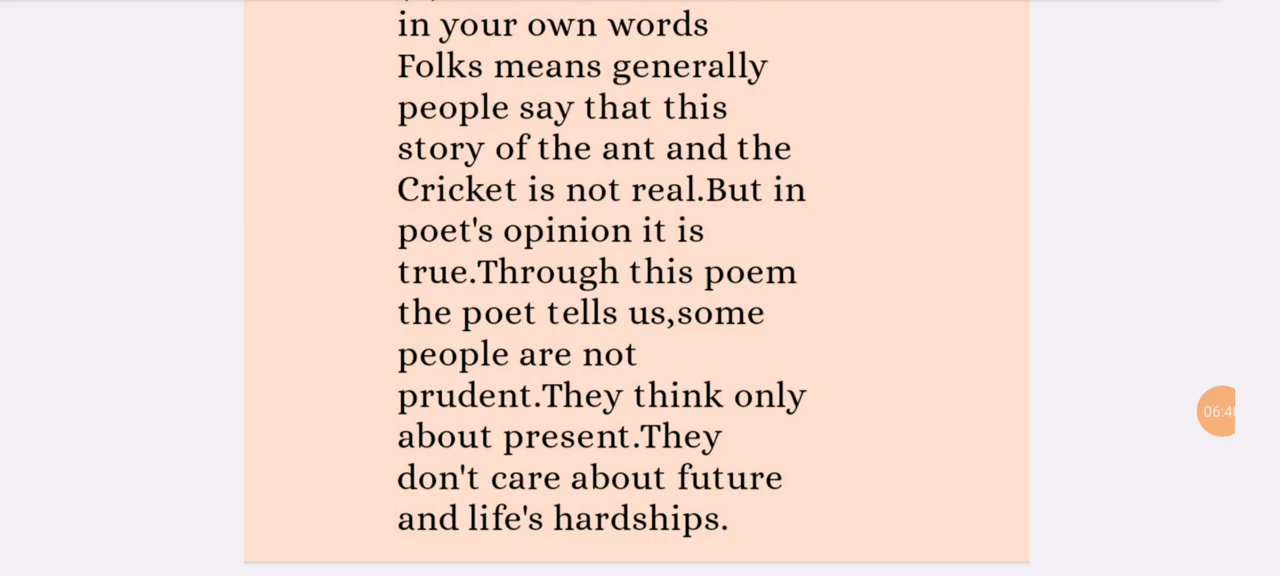 in your own words
Folks means generally
people say that this
story of the ant and the
Cricket is not real.But in
poet's opinion it is
true.Through this poem
the poet tells us,some
people are not
prudent.They think only
about present.They
don't care about future
and life's hardships.